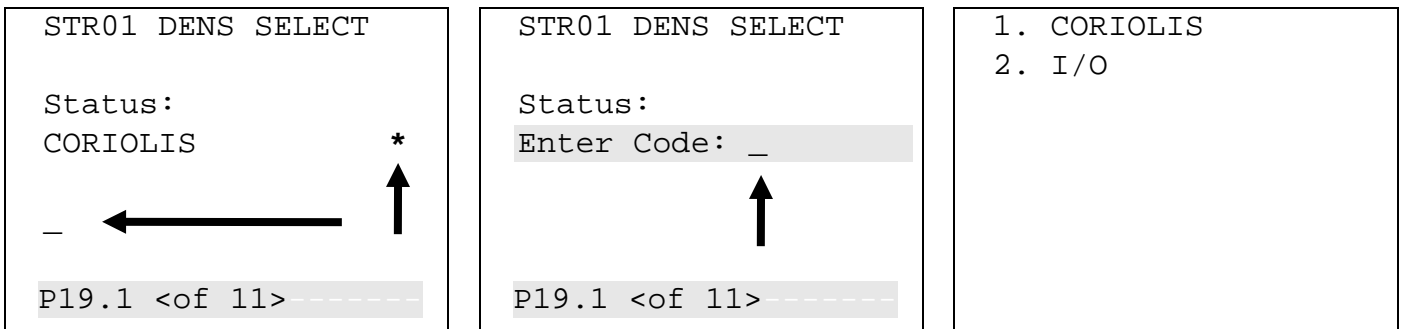 STR01 DENS SELECT
Status:
CORIOLIS *
_
P19.1 <of 11>-------
STR01 DENS SELECT
Status:
Enter Code: _
P19.1 <of 11>-------
1. CORIOLIS
2. I/O